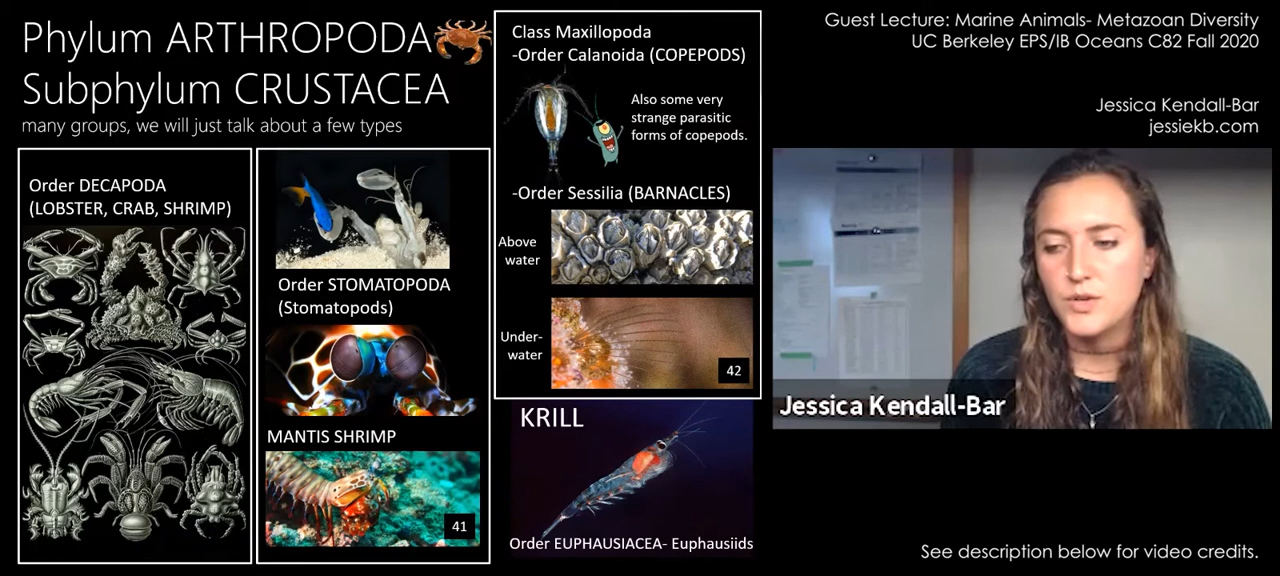 Phylum ARTHROPODA
Subphylum CRUSTACEA
many groups, we will just talk about a few types
Order DECAPODA
(LOBSTER, CRAB, SHRIMP)
Order STOMATOPODA
(Stomatopods)
MANTIS SHRIMP
41
Class Maxillopoda
-Order Calanoida (COPEPODS)
Also some very
strange parasitic
forms of copepods.
-Order Sessilia (BARNACLES)
Above
water
Under-
water
42
KRILL
Order EUPHAUSIACEA- Euphausiids
Guest Lecture: Marine Animals- Metazoan Diversity
UC Berkeley EPS/IB Oceans C82 Fall 2020
Jessica Kendall-Bar
jessiekb.com
Jessica Kendall-Bar
See description below for video credits.